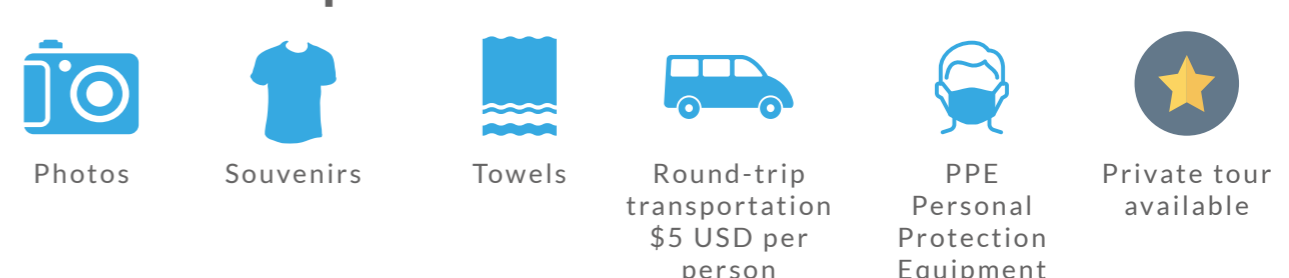 Photos
Souvenirs
Towels
Round-trip
transportation
$5 USD per
person
PPE
Personal
Protection
Equipment
Private tour
available